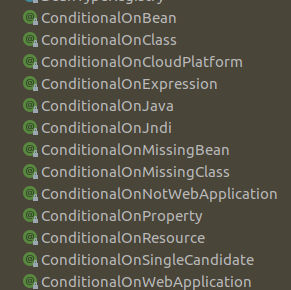 ConditionalOnBean
ConditionalOnClass
ConditionalOnCloudPlatform
ConditionalOnExpression
ConditionalOnJava
ConditionalOnJndi
ConditionalOnMissingBean
ConditionalOnMissingClass
ConditionalOnNotWebApplication
ConditionalOnProperty
ConditionalOnResource
ConditionalOnSingleCandidate
ConditionalOnWebApplication